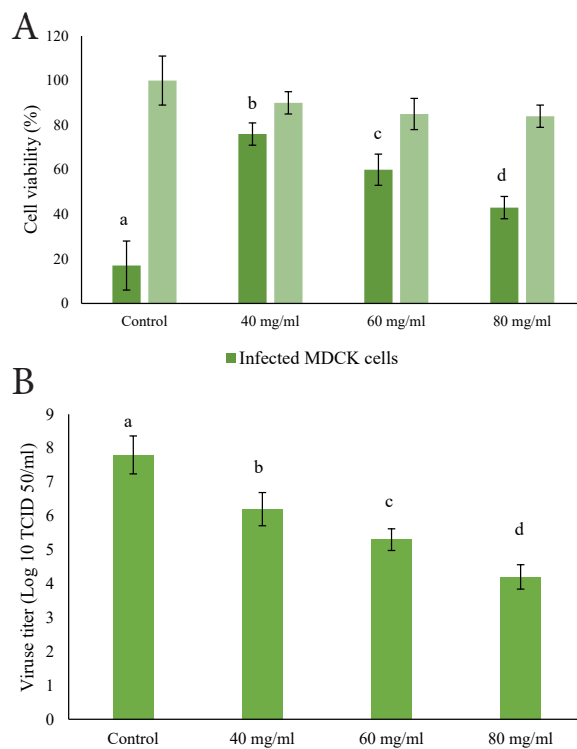 A
120
100
80
60
40
20
0
Cell viability (%)
a
b
c
d
Control
40 mg/ml
60 mg/ml
80 mg/ml
Infected MDCK cells
B
9
8
7
6
5
4
3
2
1
0
Viruse titer (Log 10 TCID 50/ml)
a
b
c
d
Control
40 mg/ml
60 mg/ml
80 mg/ml